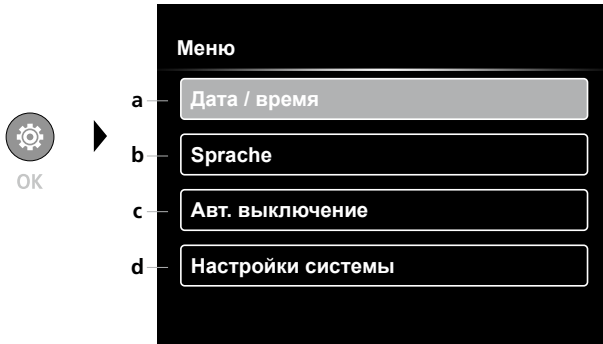 Меню
a Дата / время
b Sprache
OK
c Авт. выключение
d Настройки системы